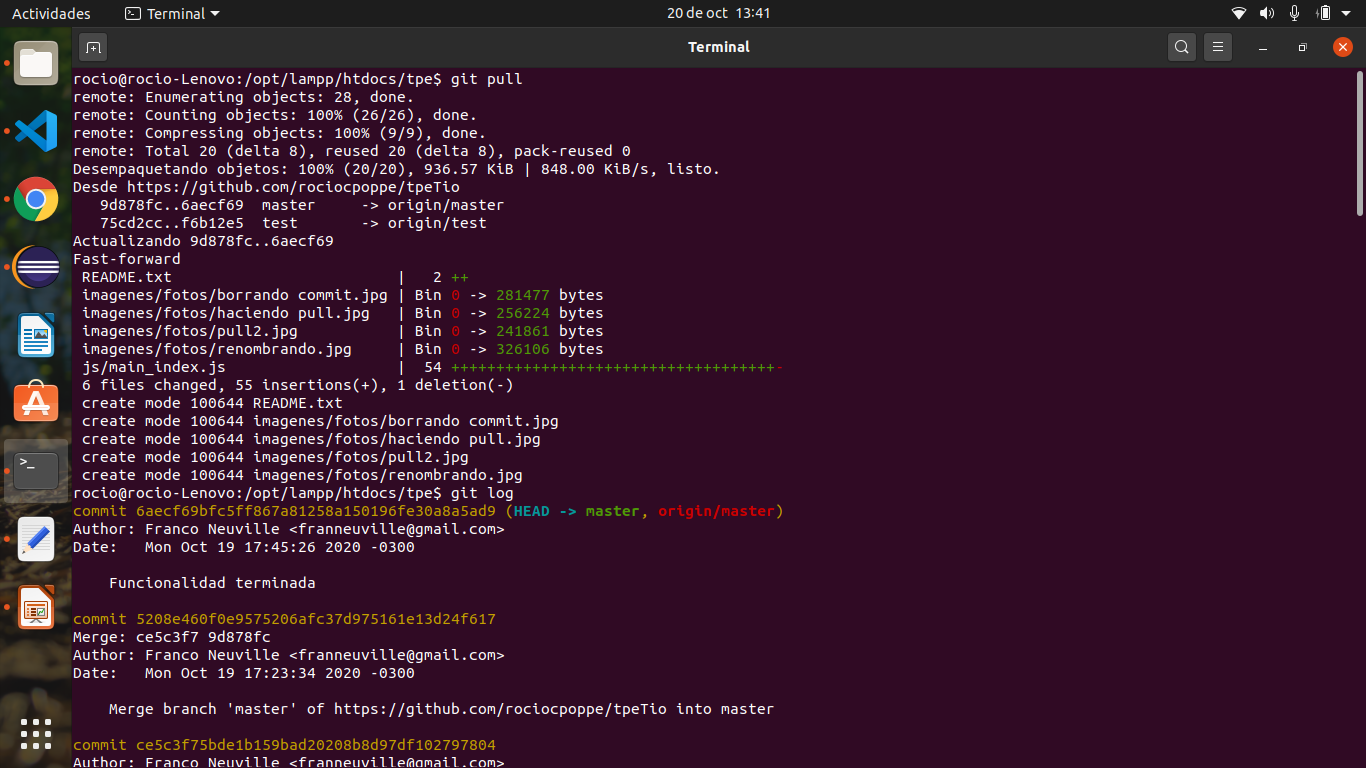 Actividades Terminal 20 de oct 13:41
Terminal
rocio@rocio-Lenovo:/opt/lampp/htdocs/tpe$ git pull
remote: Enumerating objects: 28, done.
remote: Counting objects: 100% (26/26), done.
remote: Compressing objects: 100% (9/9), done.
remote: Total 20 (delta 8), reused 20 (delta 8), pack-reused 0
Desempaquetando objetos: 100% (20/20), 936.57 KiB | 848.00 KiB/s, listo.
Desde https://github.com/rociocpoppe/tpeTio
   9d878fc..6aecf69  master     -> origin/master
   75cd2cc..f6b12e5  test       -> origin/test
Actualizando 9d878fc..6aecf69
Fast-forward
 README.txt                         |   2 ++
 imagenes/fotos/borrando commit.jpg | Bin 0 -> 281477 bytes
 imagenes/fotos/haciendo pull.jpg   | Bin 0 -> 256224 bytes
 imagenes/fotos/pull2.jpg           | Bin 0 -> 241861 bytes
 imagenes/fotos/renombrando.jpg     | Bin 0 -> 326106 bytes
 js/main_index.js                   |  54 ++++++++++++++++++++++++++++++++++++-
 6 files changed, 55 insertions(+), 1 deletion(-)
 create mode 100644 README.txt
 create mode 100644 imagenes/fotos/borrando commit.jpg
 create mode 100644 imagenes/fotos/haciendo pull.jpg
 create mode 100644 imagenes/fotos/pull2.jpg
 create mode 100644 imagenes/fotos/renombrando.jpg
rocio@rocio-Lenovo:/opt/lampp/htdocs/tpe$ git log
commit 6aecf69bfc5ff867a81258a150196fe30a8a5ad9 (HEAD -> master, origin/master)
Author: Franco Neuville <franneuville@gmail.com>
Date:   Mon Oct 19 17:45:26 2020 -0300
    Funcionalidad terminada
commit 5208e460f0e9575206afc37d975161e13d24f617
Merge: ce5c3f7 9d878fc
Author: Franco Neuville <franneuville@gmail.com>
Date:   Mon Oct 19 17:23:34 2020 -0300
    Merge branch 'master' of https://github.com/rociocpoppe/tpeTio into master
commit ce5c3f75bde1b159bad20208b8d97df102797804
Author: Franco Neuville <franneuville@gmail.com>